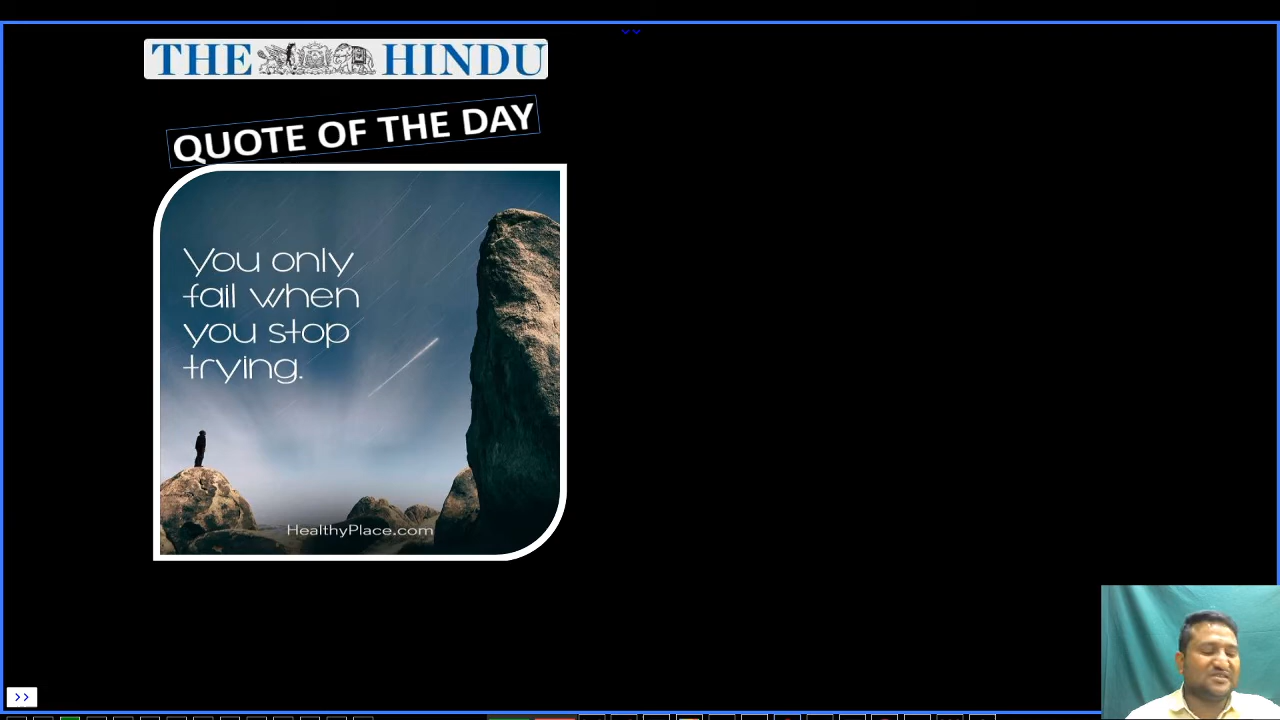 THE HINDU
QUOTE OF THE DAY
You only
fail when
you stop
trying.
HealthyPlace.com
>>